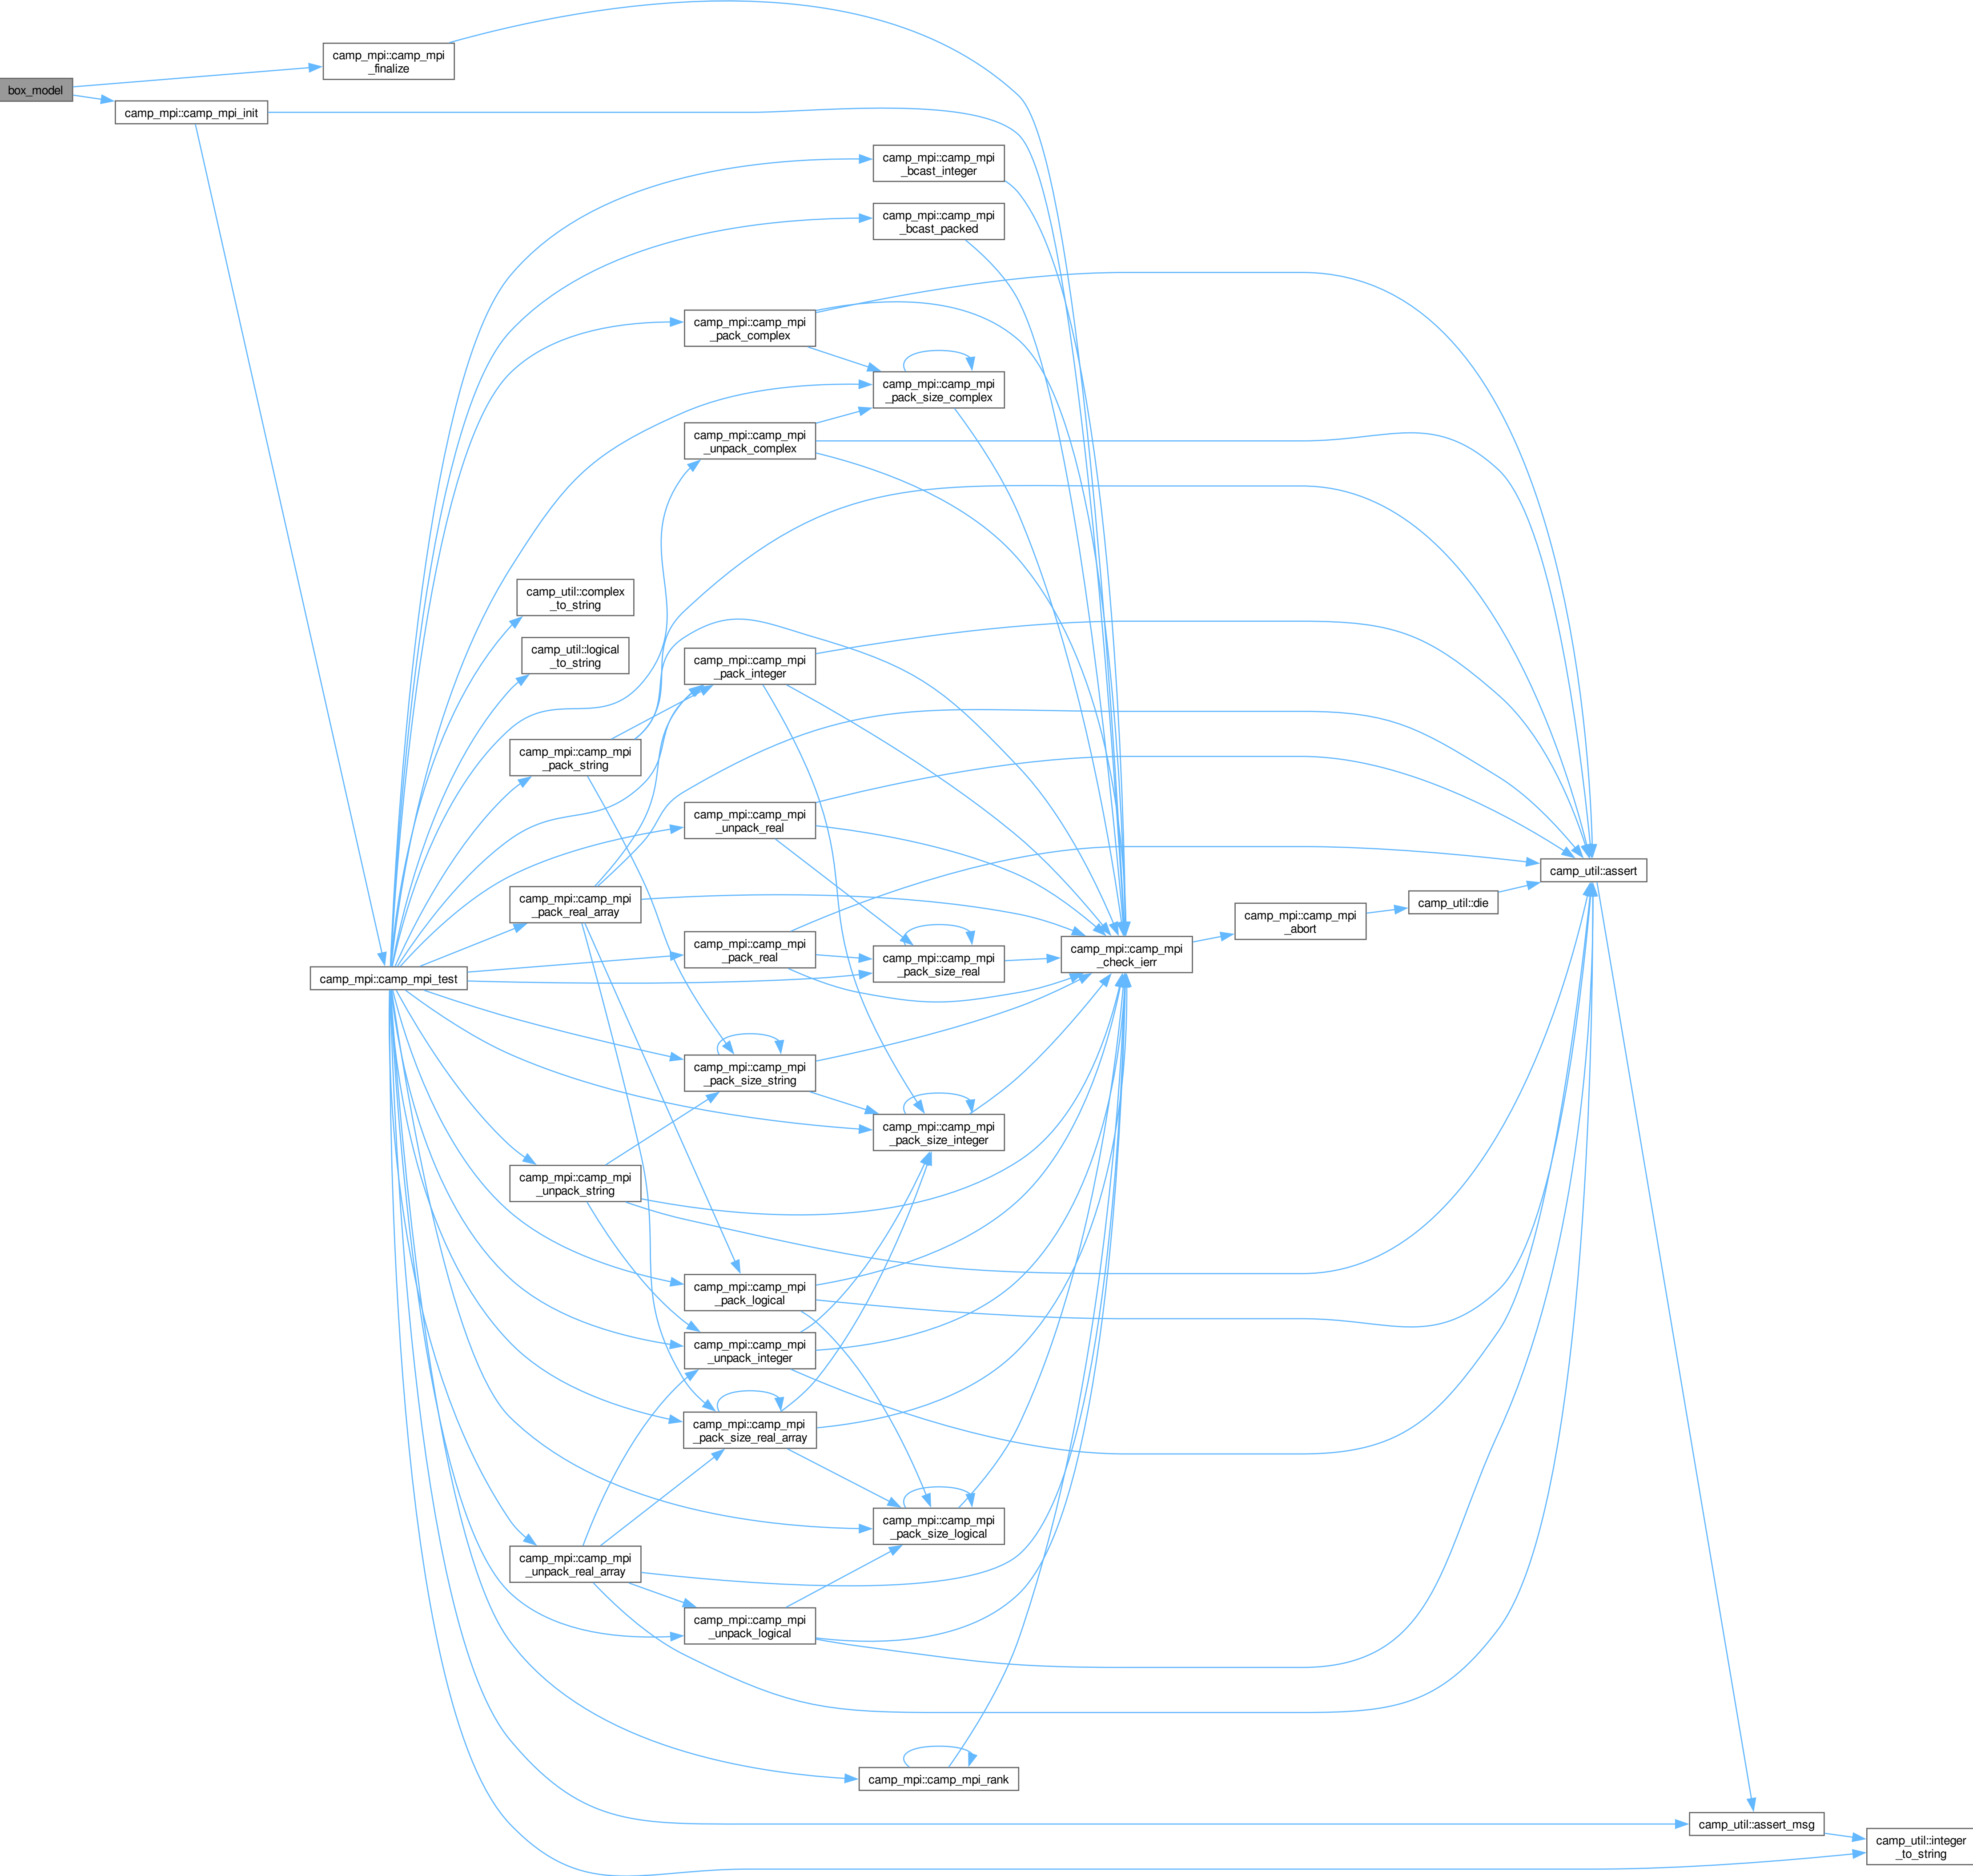 camp_mpi::camp_mpi
_finalize
box_model
camp_mpi::camp_mpi_init
camp_mpi::camp_mpi
_bcast_integer
camp_mpi::camp_mpi
_bcast_packed
camp_mpi::camp_mpi
_pack_complex
camp_mpi::camp_mpi
_pack_size_complex
camp_mpi::camp_mpi
_unpack_complex
camp_util::complex
_to_string
camp_util::logical
_to_string
camp_mpi::camp_mpi
_pack_integer
camp_mpi::camp_mpi
_pack_string
camp_mpi::camp_mpi
_unpack_real
camp_util::assert
camp_mpi::camp_mpi
_pack_real_array
camp_util::die
camp_mpi::camp_mpi
_abort
camp_mpi::camp_mpi
_pack_real
camp_mpi::camp_mpi
_check_ierr
camp_mpi::camp_mpi
_pack_size_real
camp_mpi::camp_mpi_test
camp_mpi::camp_mpi
_pack_size_string
camp_mpi::camp_mpi
_pack_size_integer
camp_mpi::camp_mpi
_unpack_string
camp_mpi::camp_mpi
_pack_logical
camp_mpi::camp_mpi
_unpack_integer
camp_mpi::camp_mpi
_pack_size_real_array
camp_mpi::camp_mpi
_pack_size_logical
camp_mpi::camp_mpi
_unpack_real_array
camp_mpi::camp_mpi
_unpack_logical
camp_mpi::camp_mpi_rank
camp_util::assert_msg
camp_util::integer
_to_string